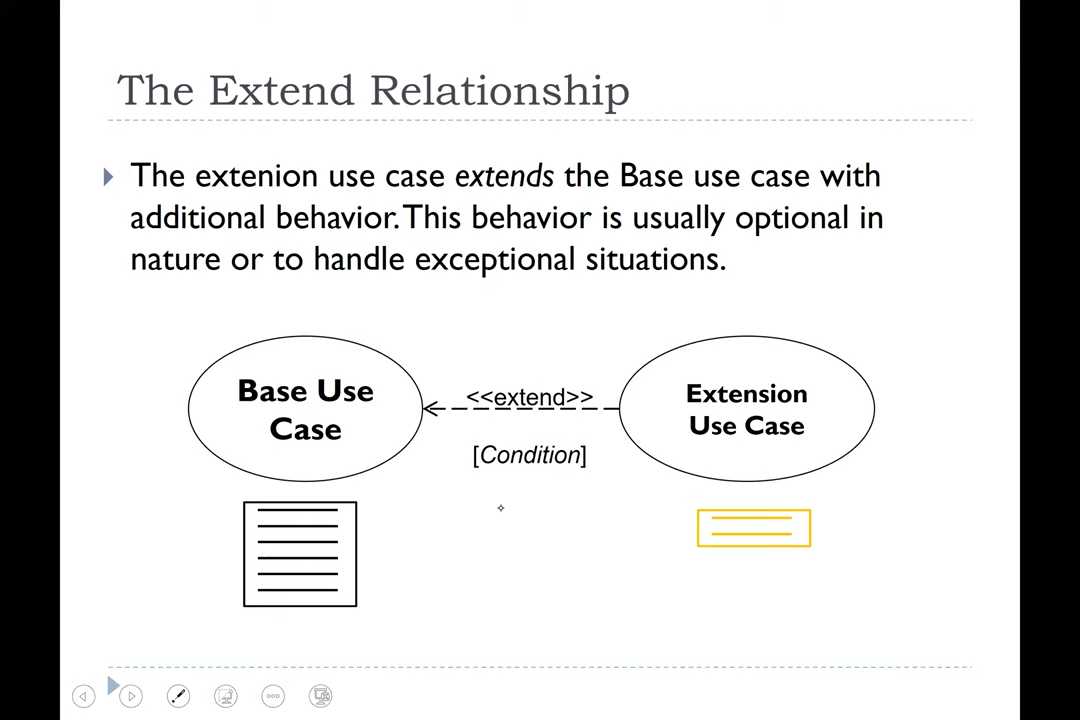 The Extend Relationship
The extenion use case extends the Base use case with
additional behavior. This behavior is usually optional in
nature or to handle exceptional situations.
Base Use
Case
<<extend>>
[Condition]
Extension
Use Case